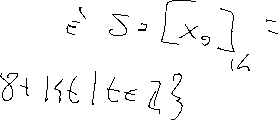 è S = [x₀]₁₄ =
8 + 14t | t ∈ Z}